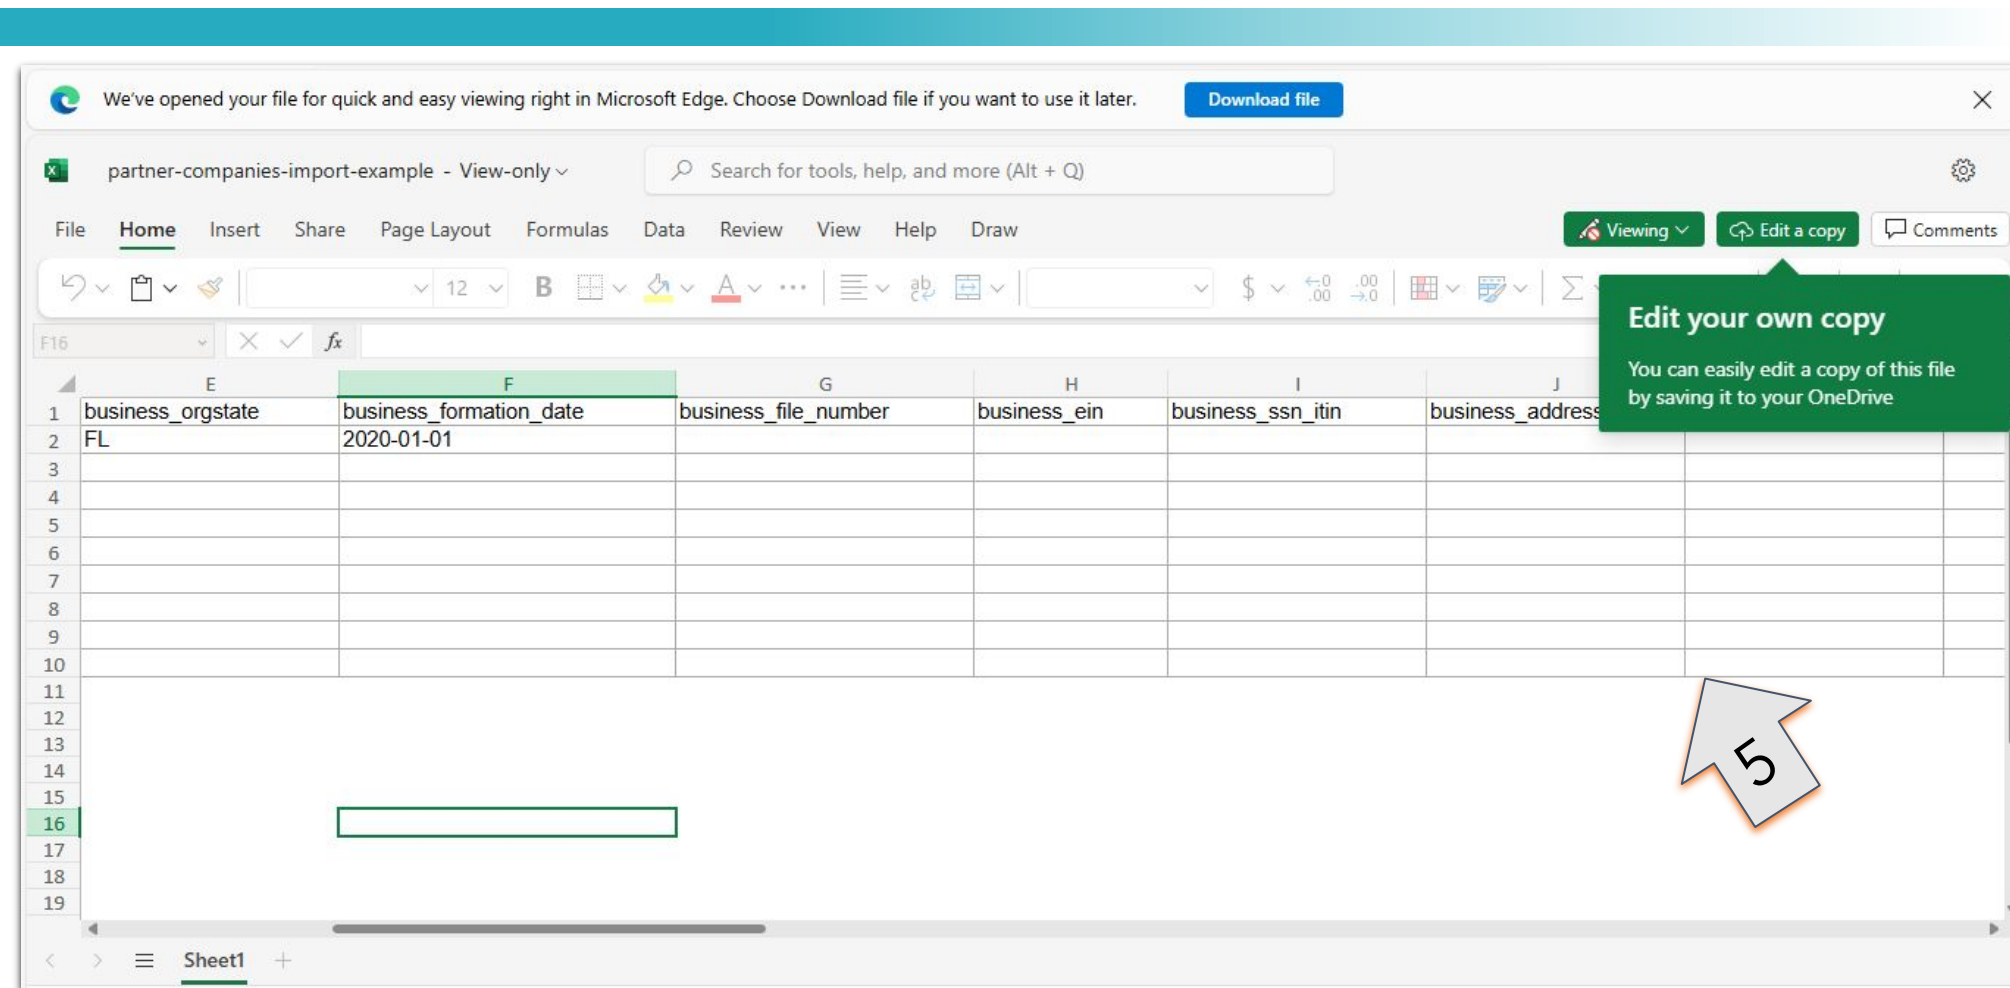 We've opened your file for quick and easy viewing right in Microsoft Edge. Choose Download file if you want to use it later. Download file
partner-companies-import-example - View-only Search for tools, help, and more (Alt + Q)
File Home Insert Share Page Layout Formulas Data Review View Help Draw Viewing Edit a copy Comments
12 B A ab $ .00 .00
Edit your own copy
You can easily edit a copy of this file
by saving it to your OneDrive
F16 fx
E F G H I J
1 business_orgstate business_formation_date business_file_number business_ein business_ssn_itin business_address
2 FL 2020-01-01
3
4
5
6
7
8
9
10
11
12
13
14
15
16
17
18
19
5
Sheet1